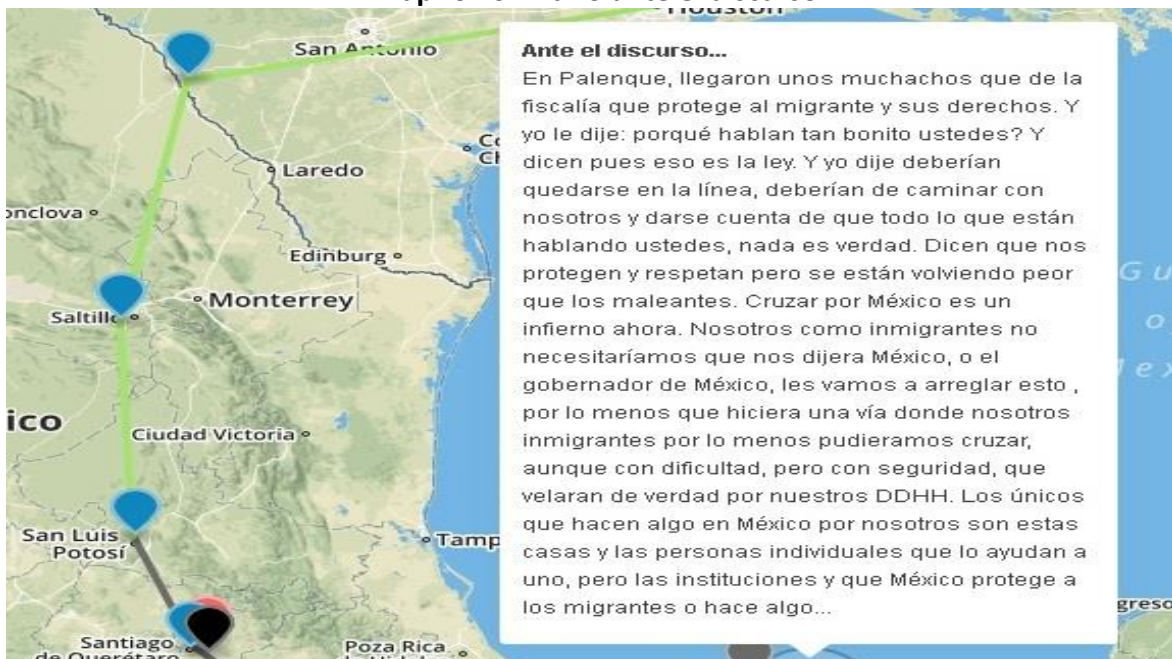 Houston
San Antonio
Laredo
Edinburg
Monterrey
Saltillo
ico
Ciudad Victoria
San Luis
Potosí
Tamp
Santiago
de Querétaro
Poza Rica
Ante el discurso...
En Palenque, llegaron unos muchachos que de la
fiscalía que protege al migrante y sus derechos. Y
yo le dije: porqué hablan tan bonito ustedes? Y
dicen pues eso es la ley. Y yo dije deberían
quedarse en la línea, deberían de caminar con
nosotros y darse cuenta de que todo lo que están
hablando ustedes, nada es verdad. Dicen que nos
protegen y respetan pero se están volviendo peor
que los maleantes. Cruzar por México es un
infierno ahora. Nosotros como inmigrantes no
necesitaríamos que nos dijera México, o el
gobernador de México, les vamos a arreglar esto ,
por lo menos que hiciera una vía donde nosotros
inmigrantes por lo menos pudieramos cruzar,
aunque con dificultad, pero con seguridad, que
velaran de verdad por nuestros DDHH. Los únicos
que hacen algo en México por nosotros son estas
casas y las personas individuales que lo ayudan a
uno, pero las instituciones y que México protege a
los migrantes o hace algo...
greso